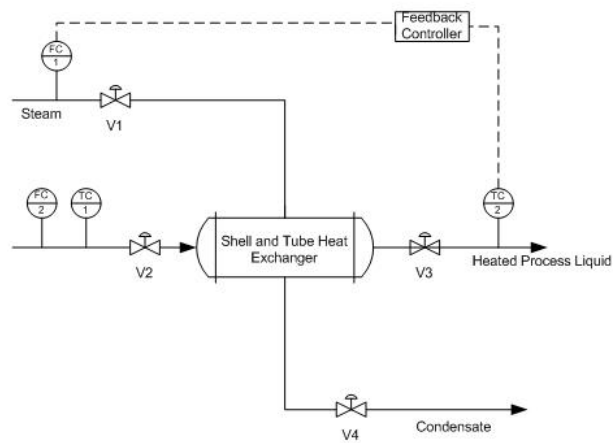 Feedback
Controller
FC
1
Steam
V1
FC
2
TC
1
V2
Shell and Tube Heat
Exchanger
V3
TC
2
Heated Process Liquid
V4
Condensate